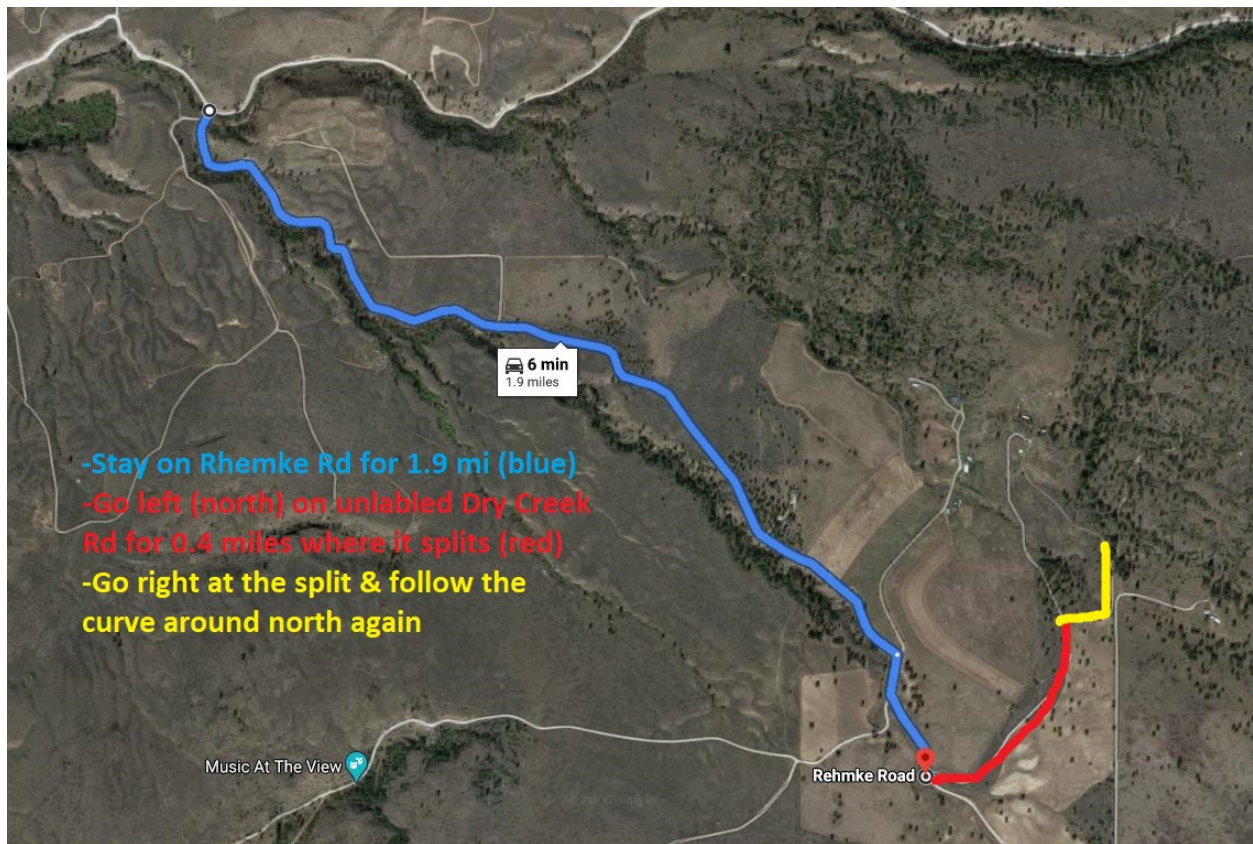 6 min
1.9 miles
-Stay on Rhemke Rd for 1.9 mi (blue)
-Go left (north) on unlabled Dry Creek
Rd for 0.4 miles where it splits (red)
-Go right at the split & follow the
curve around north again
Music At The View
Rehmke Road